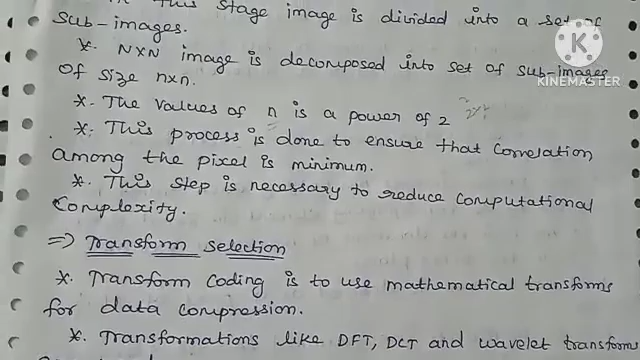 this stage image is divided into a set of
sub-images.
*. N×N image is decomposed into set of sub-images
of size n×n.
*. The values of n is a power of 2
*. This process is done to ensure that correlation
among the pixel is minimum.
*. This step is necessary to reduce computational
complexity.
=> Transform Selection
*. Transform coding is to use mathematical transforms
for data compression.
*. Transformations like DFT, DCT and wavelet transform
KINEMASTER